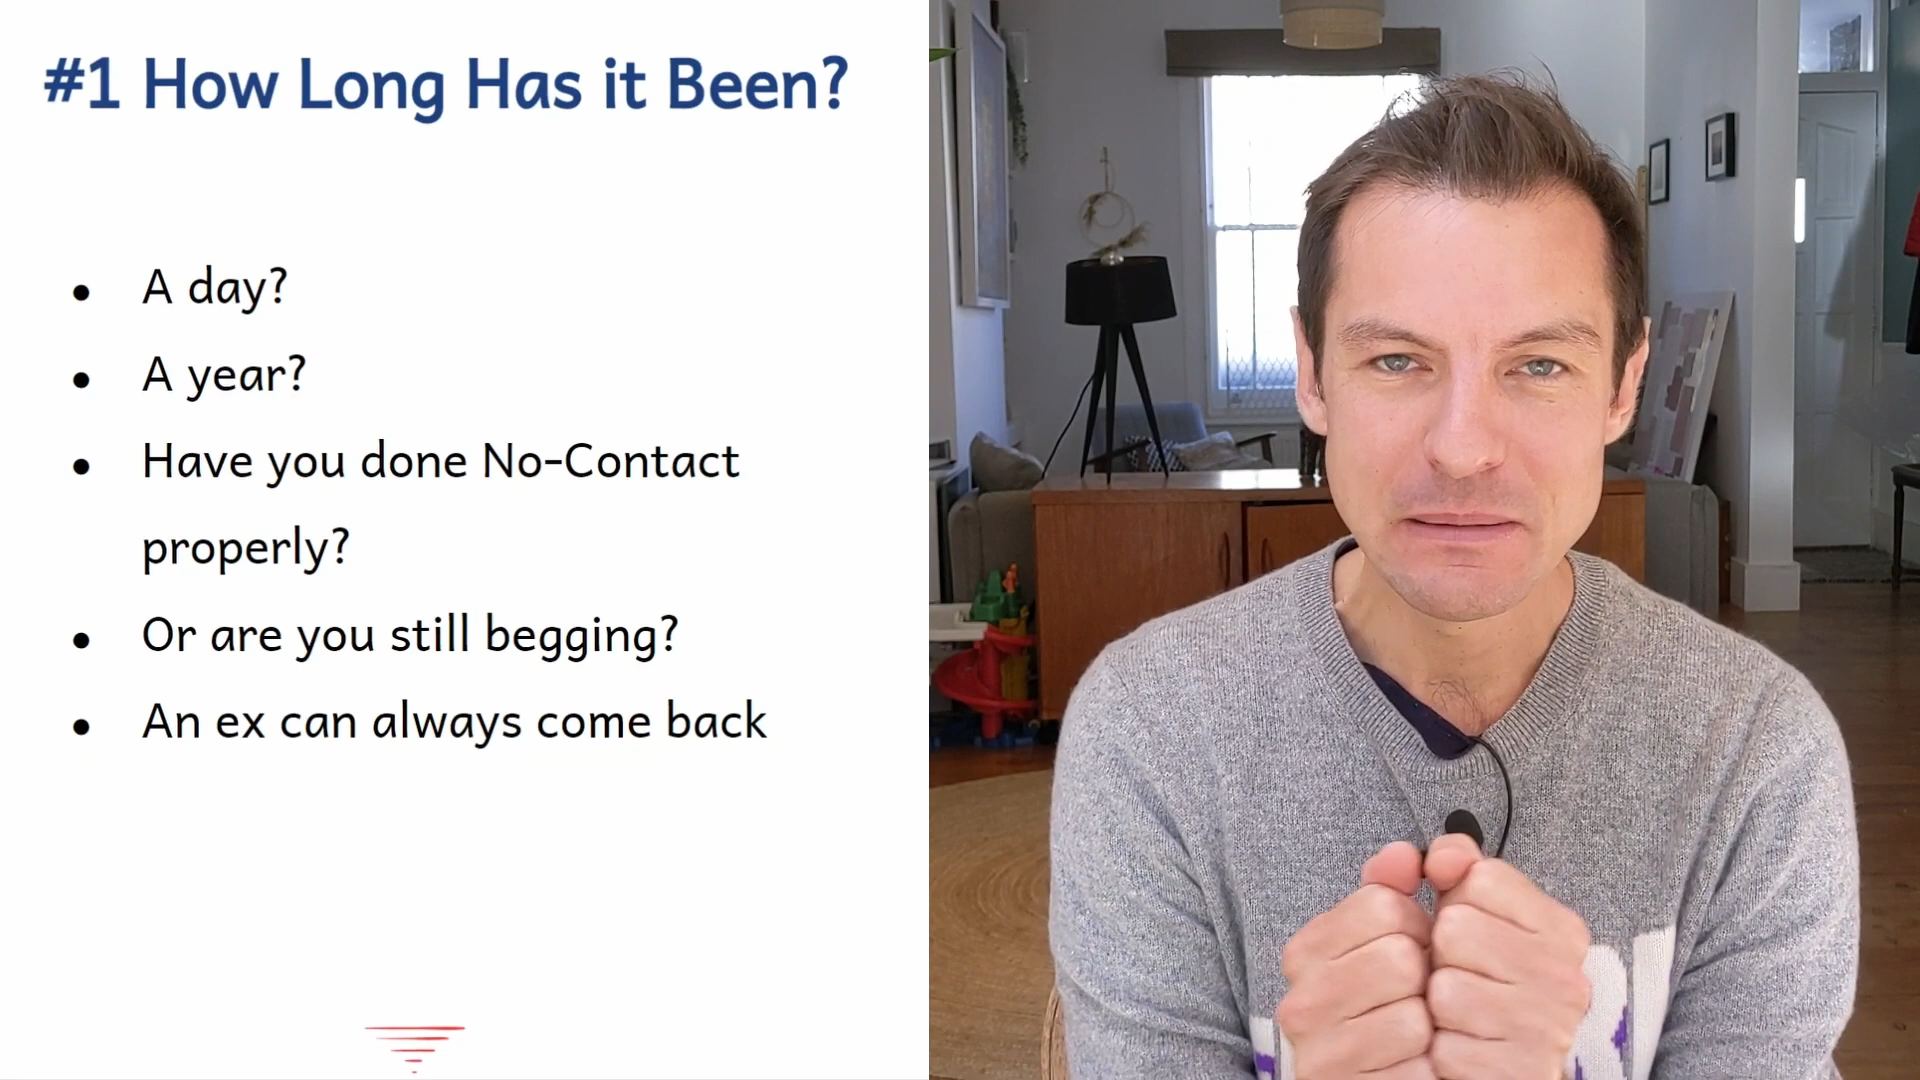 #1 How Long Has it Been?
● A day?
● A year?
● Have you done No-Contact
properly?
● Or are you still begging?
● An ex can always come back